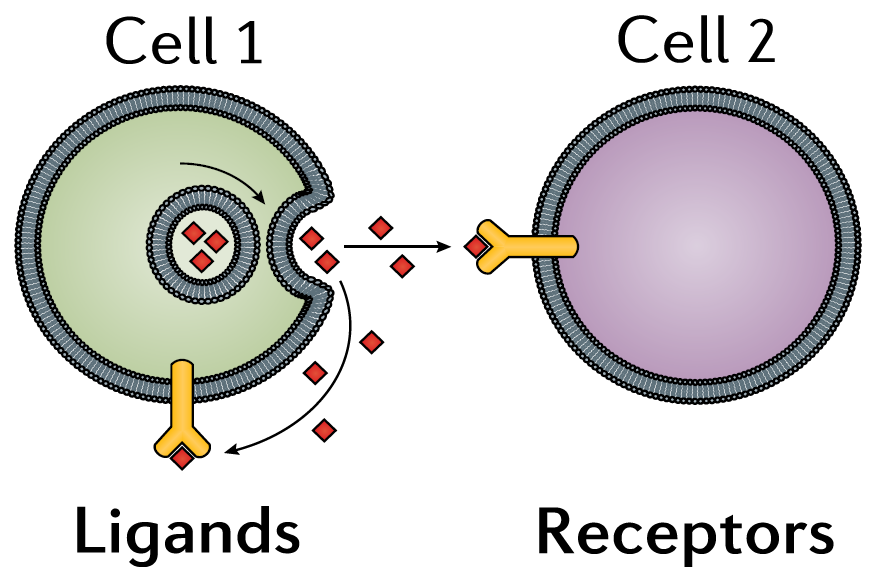 Cell 1
Cell 2
Ligands
Receptors